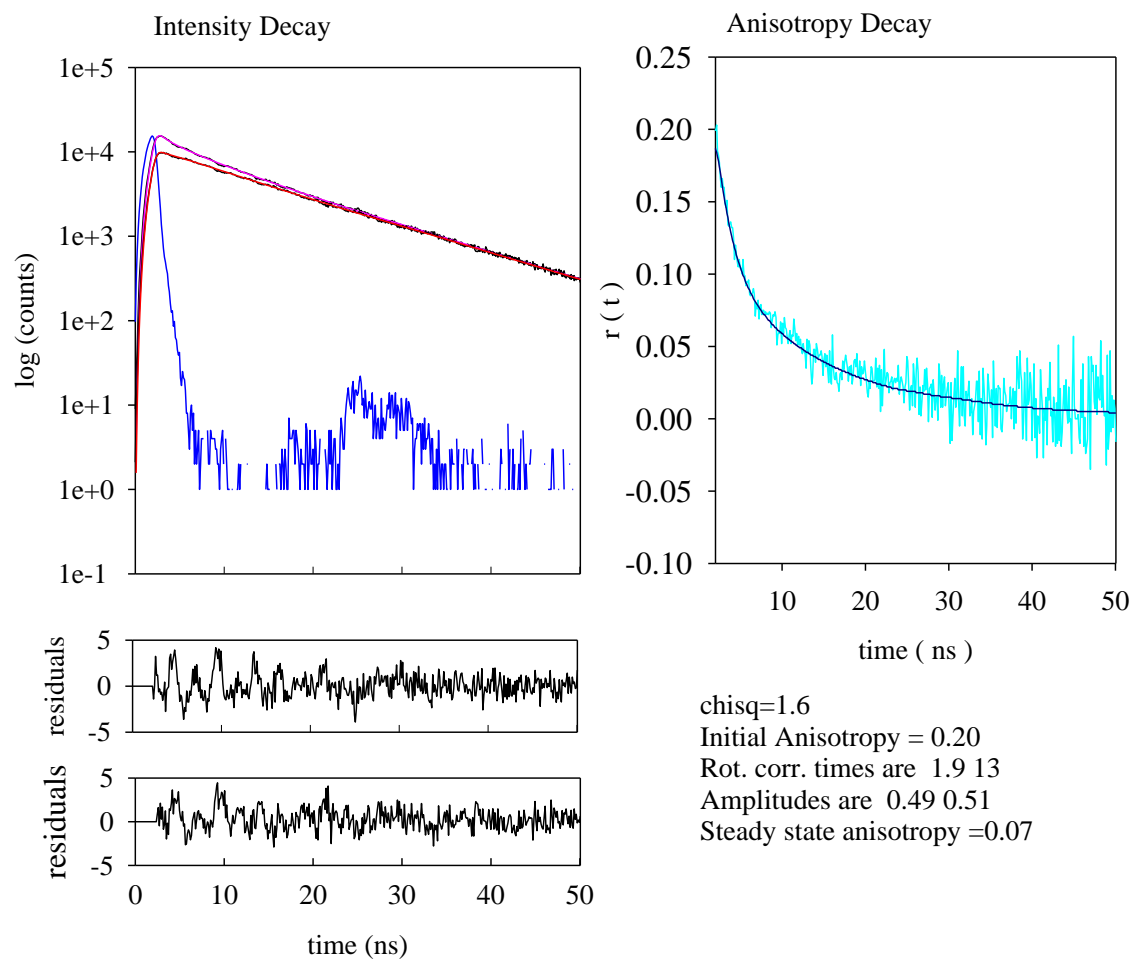 Intensity Decay
1e+5
1e+4
1e+3
1e+2
1e+1
1e+0
1e-1
log (counts)
5
0
-5
residuals
5
0
-5
residuals
0 10 20 30 40 50
time (ns)
Anisotropy Decay
0.25
0.20
0.15
0.10
0.05
0.00
-0.05
-0.10
r ( t )
10 20 30 40 50
time ( ns )
chisq=1.6
Initial Anisotropy = 0.20
Rot. corr. times are 1.9 13
Amplitudes are 0.49 0.51
Steady state anisotropy =0.07